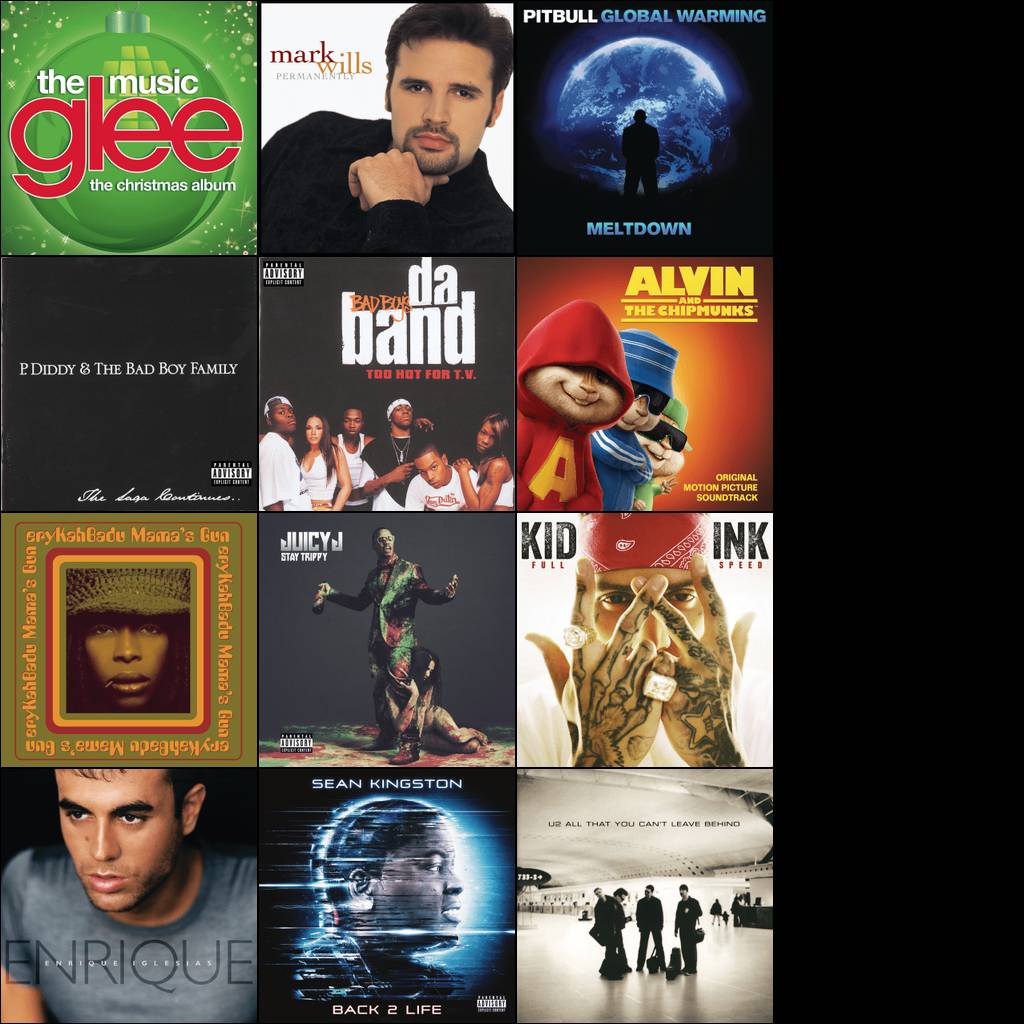 the music
glee
the christmas album
mark
wills
PERMANENTLY
PITBULL GLOBAL WARMING
MELTDOWN
P. DIDDY & THE BAD BOY FAMILY
PARENTAL
ADVISORY
EXPLICIT CONTENT
The Saga Continues..
PARENTAL
ADVISORY
EXPLICIT CONTENT
BAD BOY'S
da
band
TOO HOT FOR T.V.
ALVIN
AND
THE CHIPMUNKS
A
ORIGINAL
MOTION PICTURE
SOUNDTRACK
eryKahBadu Mama's Gun
eryKahBadu Mama's Gun
eryKahBadu Mama's Gun
eryKahBadu Mama's Gun
JUICY J
STAY TRIPPY
PARENTAL
ADVISORY
EXPLICIT CONTENT
KID INK
FULL SPEED
ENRIQUE
ENRIQUE IGLESIAS
SEAN KINGSTON
BACK 2 LIFE
PARENTAL
ADVISORY
EXPLICIT CONTENT
U2 ALL THAT YOU CAN'T LEAVE BEHIND